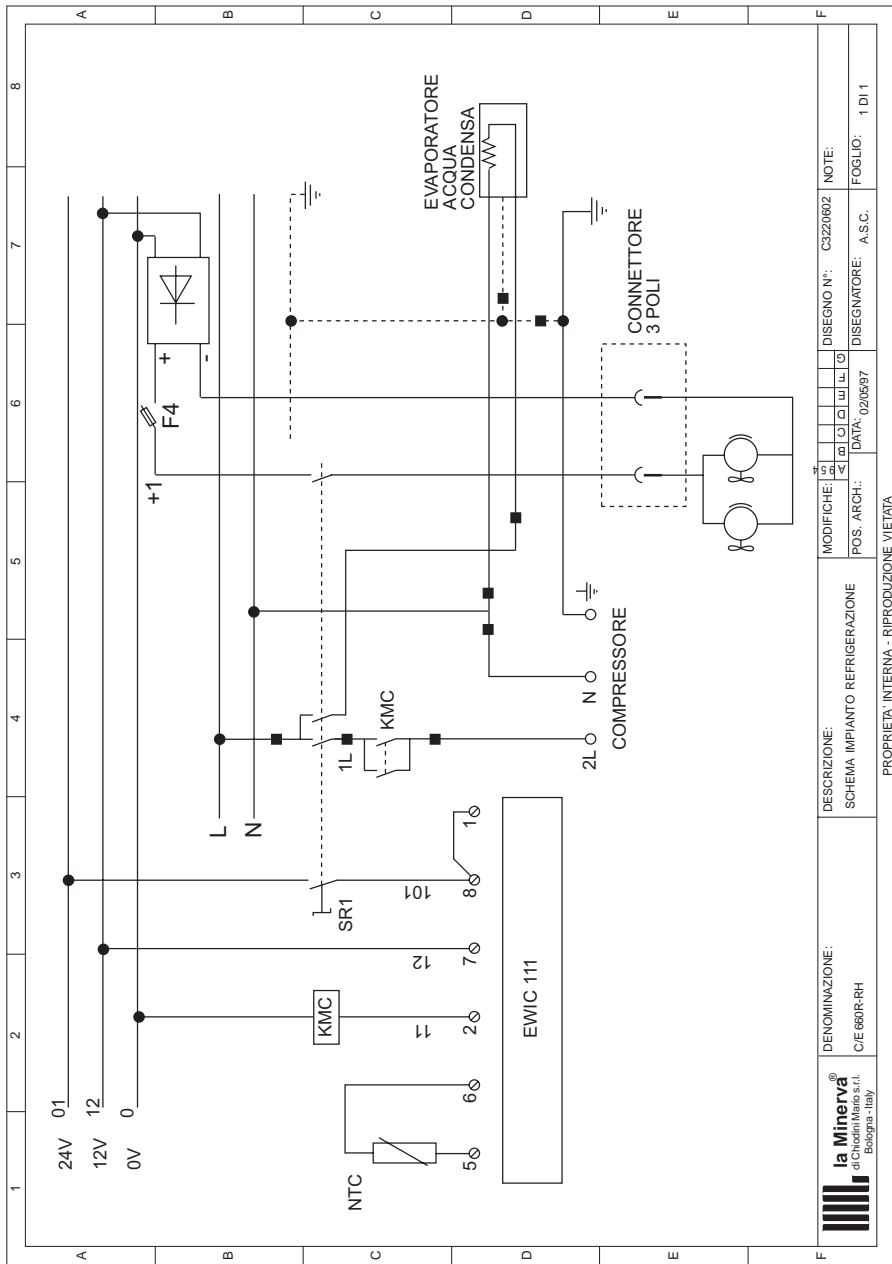 1 2 3 4 5 6 7 8
A B C D E F
A B C D E F
24V 01
12V 12
0V 0
L
N
+1
F4
+
-
EVAPORATORE
ACQUA
CONDENSA
NTC
KMC
SR1
1L
KMC
11
12
101
5 6 2 7 8 1
EWIC 111
2L N
COMPRESSORE
CONNETTORE
3 POLI
la Minerva®
di Chiodini Mario s.r.l.
Bologna - Italy
DENOMINAZIONE:
C/E 660R-RH
DESCRIZIONE:
SCHEMA IMPIANTO REFRIGERAZIONE
MODIFICHE: A B C D E F G
954
POS. ARCH.:
DATA: 02/05/97
DISEGNO N°: C3220602
DISEGNATORE: A.S.C.
NOTE:
FOGLIO: 1 DI 1
PROPRIETA' INTERNA - RIPRODUZIONE VIETATA